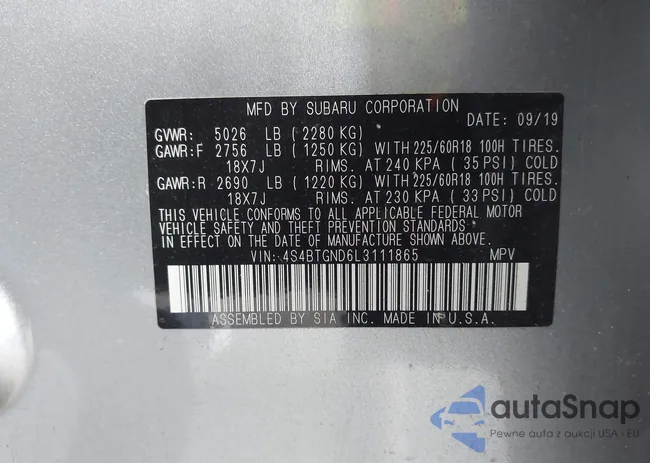 MFD BY SUBARU CORPORATION
DATE: 09/19
GVWR: 5026 LB ( 2280 KG)
GAWR:F 2756 LB ( 1250 KG) WITH 225/60R18 100H TIRES.
18X7J RIMS. AT 240 KPA ( 35 PSI) COLD
GAWR:R 2690 LB ( 1220 KG) WITH 225/60R18 100H TIRES.
18X7J RIMS. AT 230 KPA ( 33 PSI) COLD
THIS VEHICLE CONFORMS TO ALL APPLICABLE FEDERAL MOTOR
VEHICLE SAFETY AND THEFT PREVENTION STANDARDS
IN EFFECT ON THE DATE OF MANUFACTURE SHOWN ABOVE.
VIN: 4S4BTGND6L3111865 MPV
ASSEMBLED BY SIA INC. MADE IN U.S.A.
autaSnap
Pewne auta z aukcji USA - EU